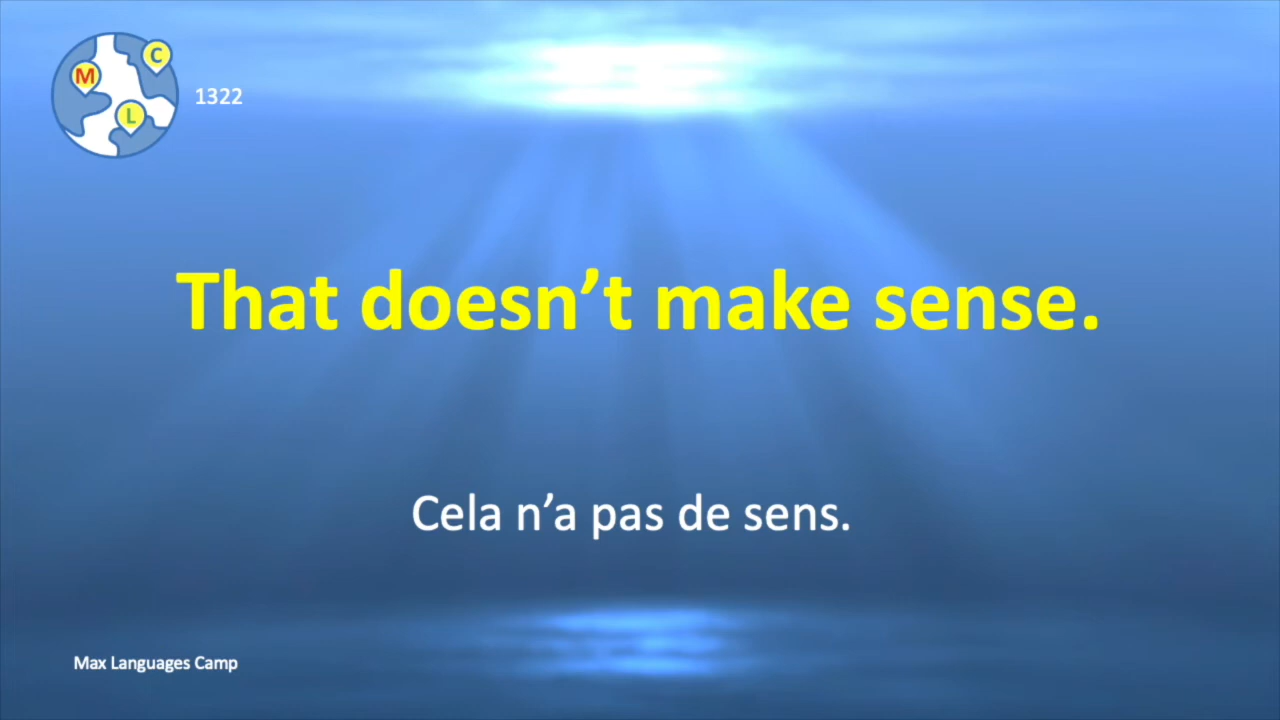 M
C
L
1322
That doesn’t make sense.
Cela n’a pas de sens.
Max Languages Camp